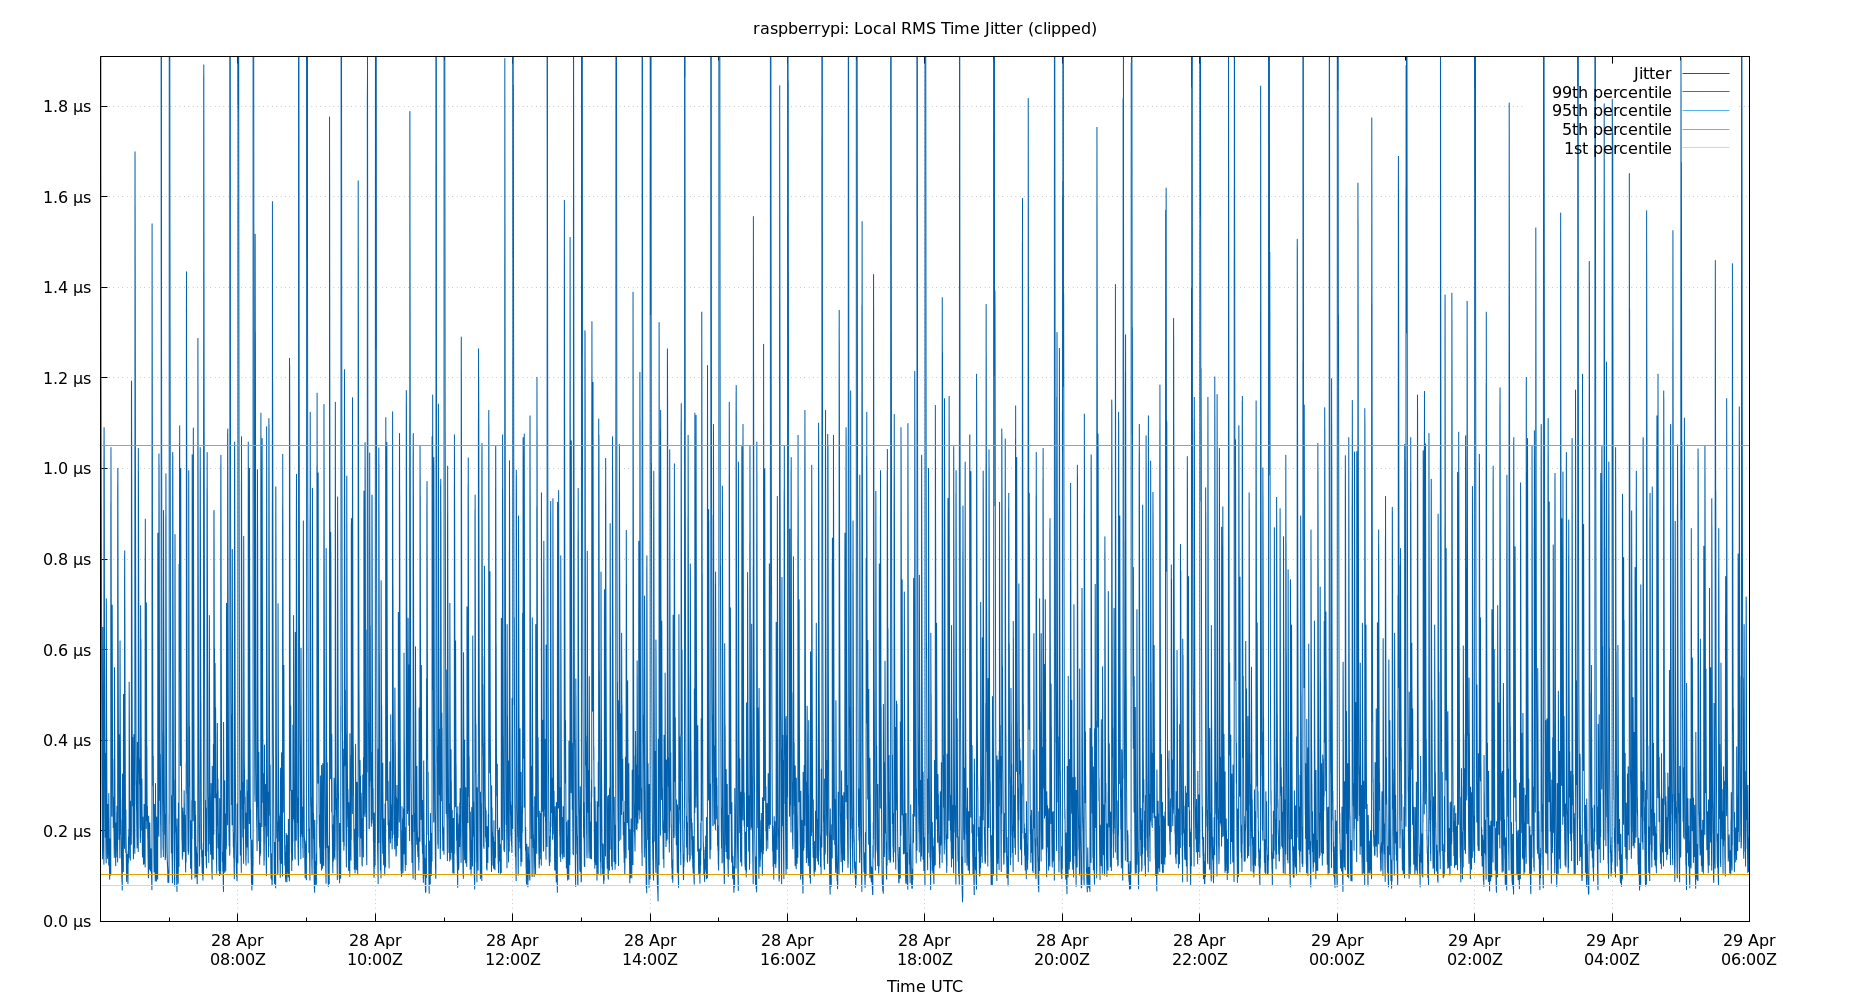 raspberrypi: Local RMS Time Jitter (clipped)
Jitter
99th percentile
95th percentile
5th percentile
1st percentile
1.8 µs
1.6 µs
1.4 µs
1.2 µs
1.0 µs
0.8 µs
0.6 µs
0.4 µs
0.2 µs
0.0 µs
28 Apr 28 Apr 28 Apr 28 Apr 28 Apr 28 Apr 28 Apr 28 Apr 29 Apr 29 Apr 29 Apr 29 Apr
08:00Z 10:00Z 12:00Z 14:00Z 16:00Z 18:00Z 20:00Z 22:00Z 00:00Z 02:00Z 04:00Z 06:00Z
Time UTC